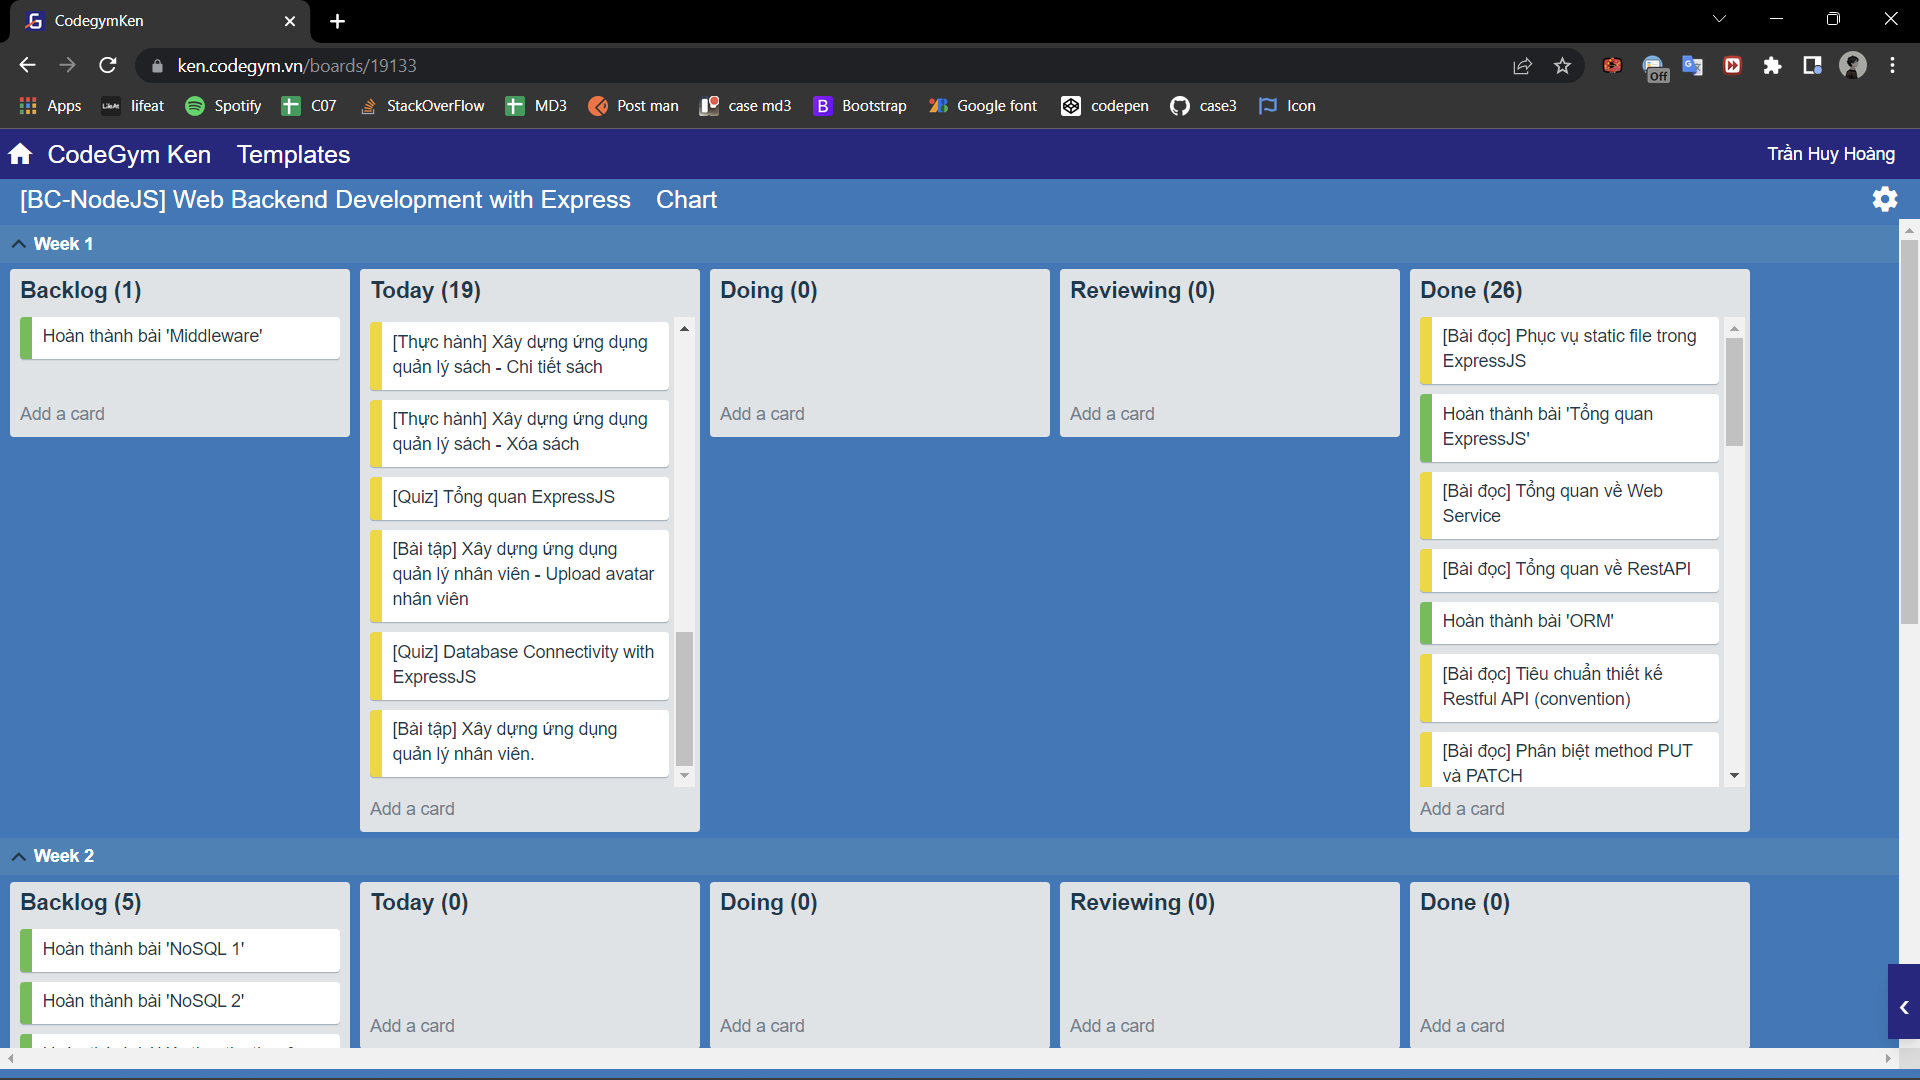 CodegymKen
ken.codegym.vn/boards/19133
Off
Apps
LifeAt
lifeat
Spotify
C07
StackOverFlow
MD3
Post man
case md3
B
Bootstrap
Google font
codepen
case3
Icon
CodeGym Ken
Templates
Trần Huy Hoàng
[BC-NodeJS] Web Backend Development with Express
Chart
Week 1
Backlog (1)
Hoàn thành bài 'Middleware'
Add a card
Today (19)
[Thực hành] Xây dựng ứng dụng
quản lý sách - Chi tiết sách
[Thực hành] Xây dựng ứng dụng
quản lý sách - Xóa sách
[Quiz] Tổng quan ExpressJS
[Bài tập] Xây dựng ứng dụng
quản lý nhân viên - Upload avatar
nhân viên
[Quiz] Database Connectivity with
ExpressJS
[Bài tập] Xây dựng ứng dụng
quản lý nhân viên.
Add a card
Doing (0)
Add a card
Reviewing (0)
Add a card
Done (26)
[Bài đọc] Phục vụ static file trong
ExpressJS
Hoàn thành bài 'Tổng quan
ExpressJS'
[Bài đọc] Tổng quan về Web
Service
[Bài đọc] Tổng quan về RestAPI
Hoàn thành bài 'ORM'
[Bài đọc] Tiêu chuẩn thiết kế
Restful API (convention)
[Bài đọc] Phân biệt method PUT
và PATCH
Add a card
Week 2
Backlog (5)
Hoàn thành bài 'NoSQL 1'
Hoàn thành bài 'NoSQL 2'
Today (0)
Add a card
Doing (0)
Add a card
Reviewing (0)
Add a card
Done (0)
Add a card